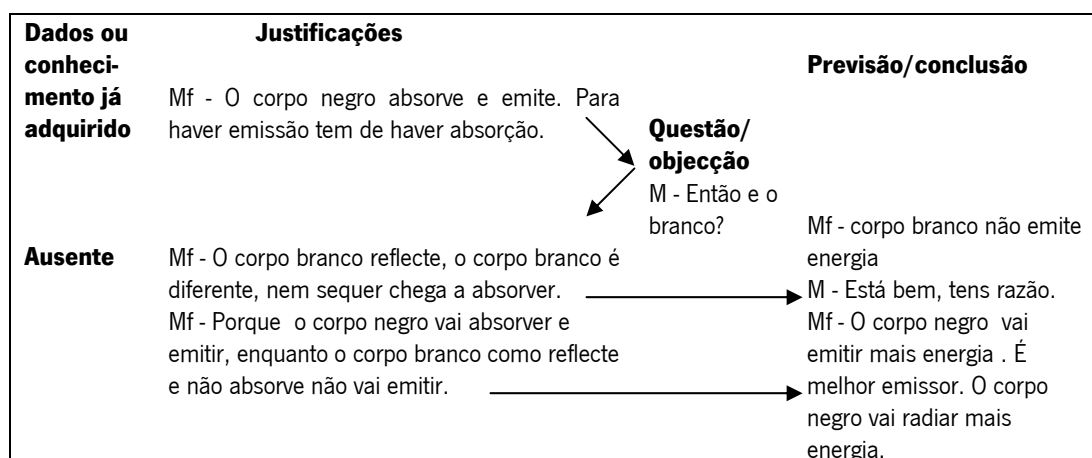 Dados ou
conheci-
mento já
adquirido
Justificações
Previsão/conclusão
Mf - O corpo negro absorve e emite. Para
haver emissão tem de haver absorção.
Questão/
objecção
M - Então e o
branco?
Ausente
Mf - O corpo branco reflecte, o corpo branco é
diferente, nem sequer chega a absorver.
Mf - Porque o corpo negro vai absorver e
emitir, enquanto o corpo branco como reflecte
e não absorve não vai emitir.
Mf - corpo branco não emite
energia
M - Está bem, tens razão.
Mf - O corpo negro vai
emitir mais energia . É
melhor emissor. O corpo
negro vai radiar mais
energia.